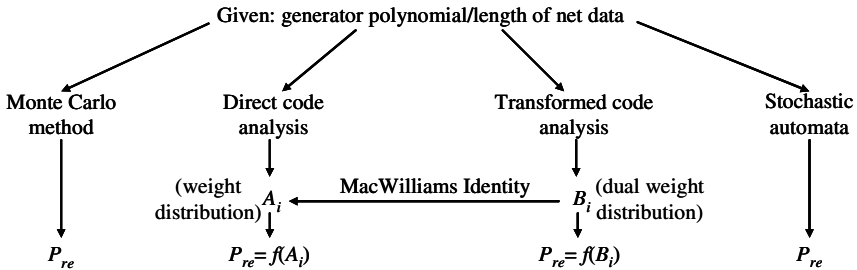 Given: generator polynomial/length of net data
Monte Carlo
method
Direct code
analysis
Transformed code
analysis
Stochastic
automata
(weight
distribution)
A_i
MacWilliams Identity
B_i
(dual weight
distribution)
P_re
P_re= f(A_i)
P_re= f(B_i)
P_re